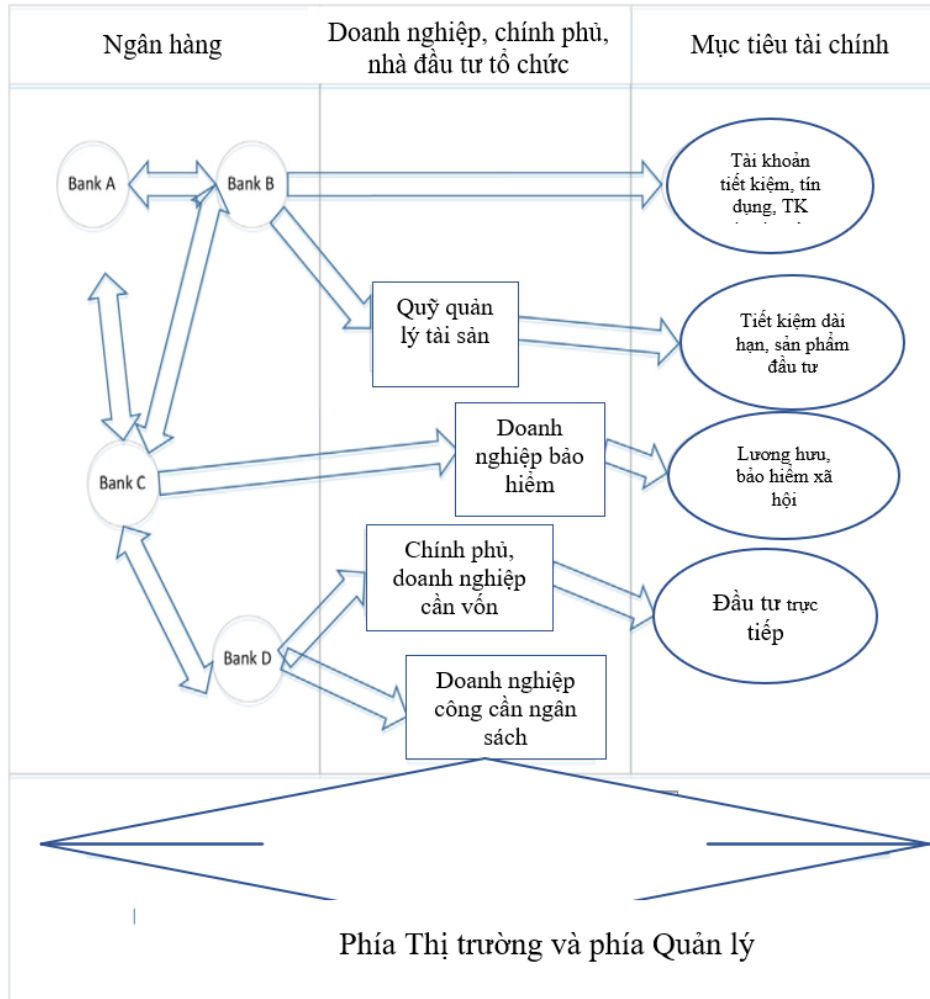 Ngân hàng
Doanh nghiệp, chính phủ,
nhà đầu tư tổ chức
Mục tiêu tài chính
Bank A
Bank B
Tài khoản
tiết kiệm, tín
dụng, TK
Quỹ quản
lý tài sản
Tiết kiệm dài
hạn, sản phẩm
đầu tư
Bank C
Doanh
nghiệp bảo
hiểm
Lương hưu,
bảo hiểm xã
hội
Chính phủ,
doanh nghiệp
cần vốn
Đầu tư trực
tiếp
Bank D
Doanh nghiệp
công cần ngân
sách
Phía Thị trường và phía Quản lý